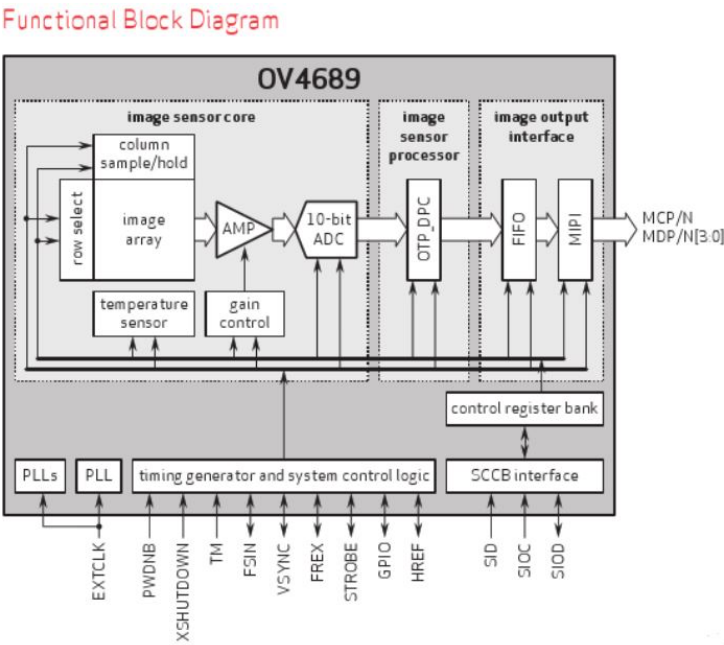 Functional Block Diagram
OV4689
image sensor core
column
sample/hold
row select
image
array
AMP
10-bit
ADC
temperature
sensor
gain
control
image
sensor
processor
OTP_DPC
image output
interface
FIFO
MIPI
MCP/N
MDP/N[3:0]
control register bank
PLLs
PLL
timing generator and system control logic
SCCB interface
EXTCLK
PWDNB
XSHUTDOWN
TM
FSIN
VSYNC
FREX
STROBE
GPIO
HREF
SID
SIOC
SIOD